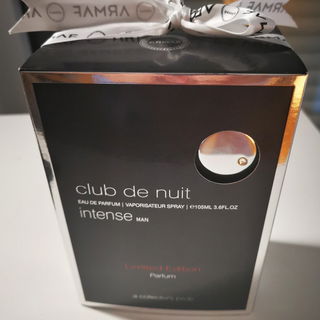 ARMAF
club de nuit
EAU DE PARFUM | VAPORISATEUR SPRAY | ℮105ML 3.6FL.OZ
intense MAN
Limited Edition
Parfum
a collectors pride